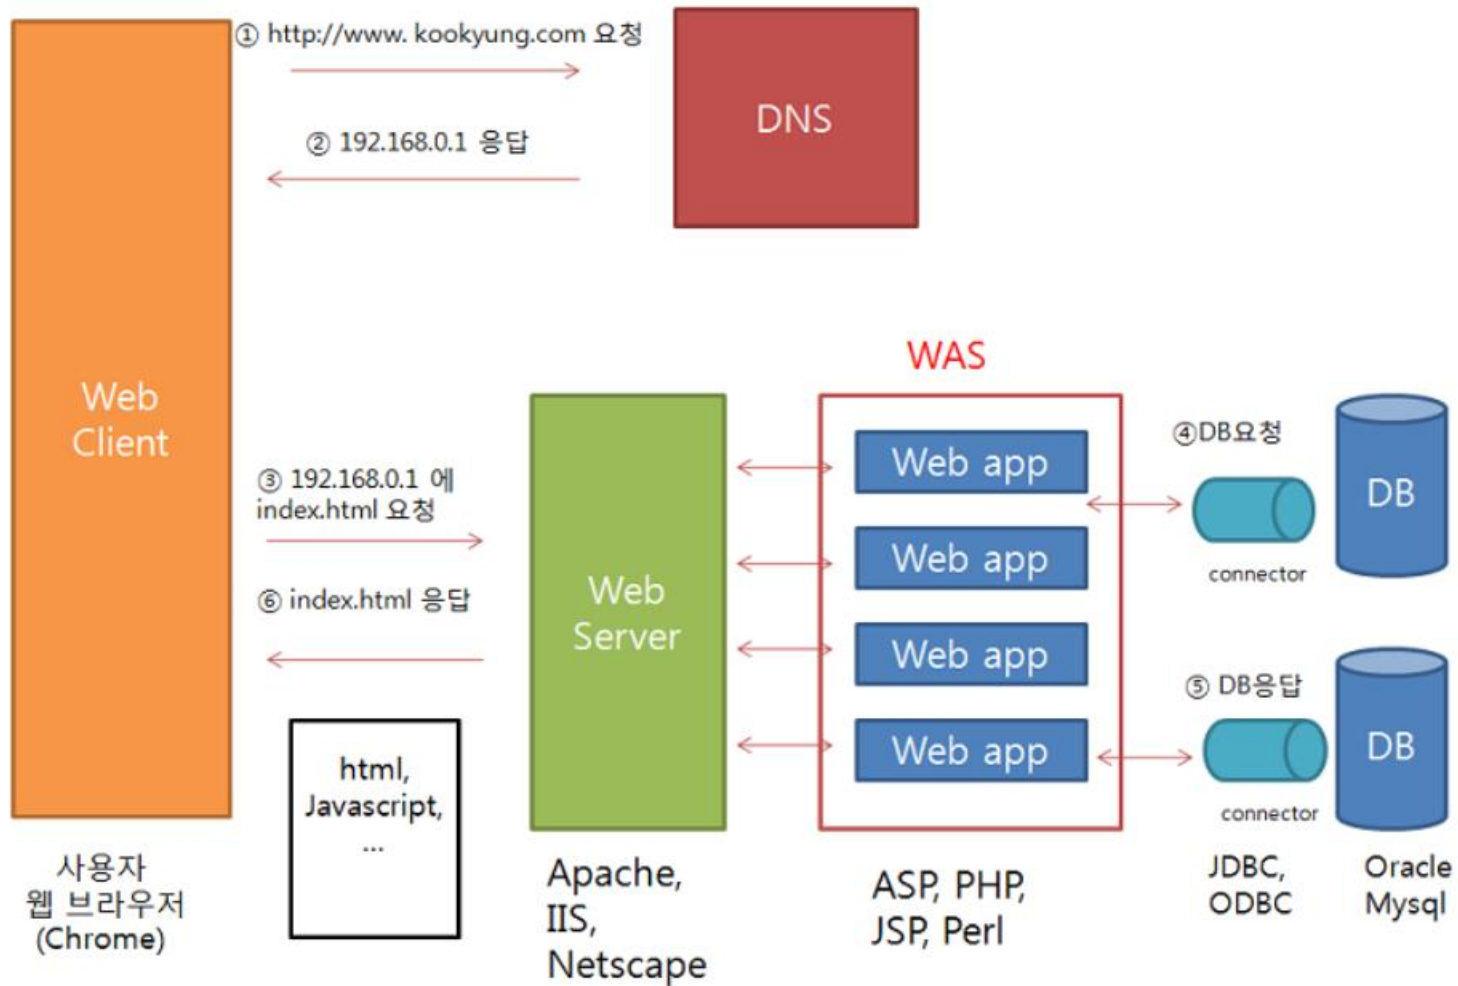 ① http://www. kookyung.com 요청
DNS
② 192.168.0.1 응답
Web
Client
WAS
③ 192.168.0.1 에
index.html 요청
⑥ index.html 응답
Web
Server
Web app
Web app
Web app
Web app
④DB요청
connector
DB
⑤ DB응답
connector
DB
html,
Javascript,
...
사용자
웹 브라우저
(Chrome)
Apache,
IIS,
Netscape
ASP, PHP,
JSP, Perl
JDBC,
ODBC
Oracle
Mysql